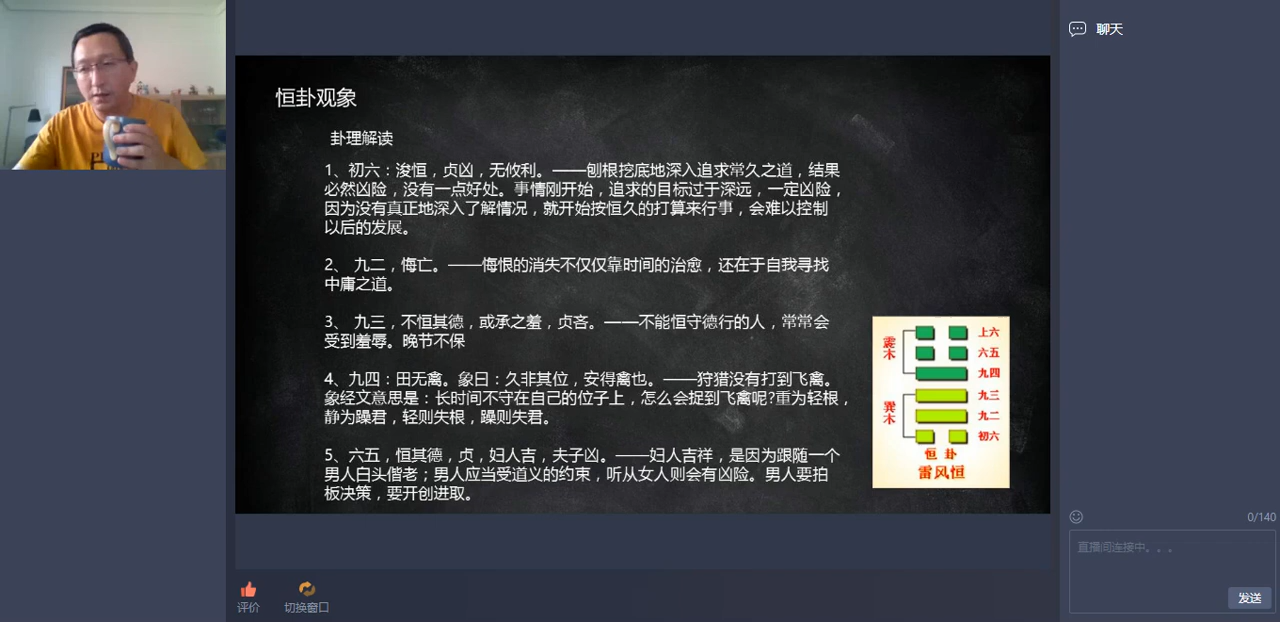 聊天
恒卦观象
卦理解读
1、初六：浚恒，贞凶，无攸利。——刨根挖底地深入追求常久之道，结果
必然凶险，没有一点好处。事情刚开始，追求的目标过于深远，一定凶险，
因为没有真正地深入了解情况，就开始按恒久的打算来行事，会难以控制
以后的发展。
2、 九二，悔亡。——悔恨的消失不仅仅靠时间的治愈，还在于自我寻找
中庸之道。
3、 九三，不恒其德，或承之羞，贞吝。——不能恒守德行的人，常常会
受到羞辱。晚节不保
4、九四：田无禽。象曰：久非其位，安得禽也。——狩猎没有打到飞禽。
象经文意思是：长时间不守在自己的位子上，怎么会捉到飞禽呢?重为轻根，
静为躁君，轻则失根，躁则失君。
5、六五，恒其德，贞，妇人吉，夫子凶。——妇人吉祥，是因为跟随一个
男人白头偕老；男人应当受道义的约束，听从女人则会有凶险。男人要拍
板决策，要开创进取。
震木
巽木
上六
六五
九四
九三
九二
初六
恒 卦
雷风恒
0/140
直播间连接中。。。
发送
评价
切换窗口